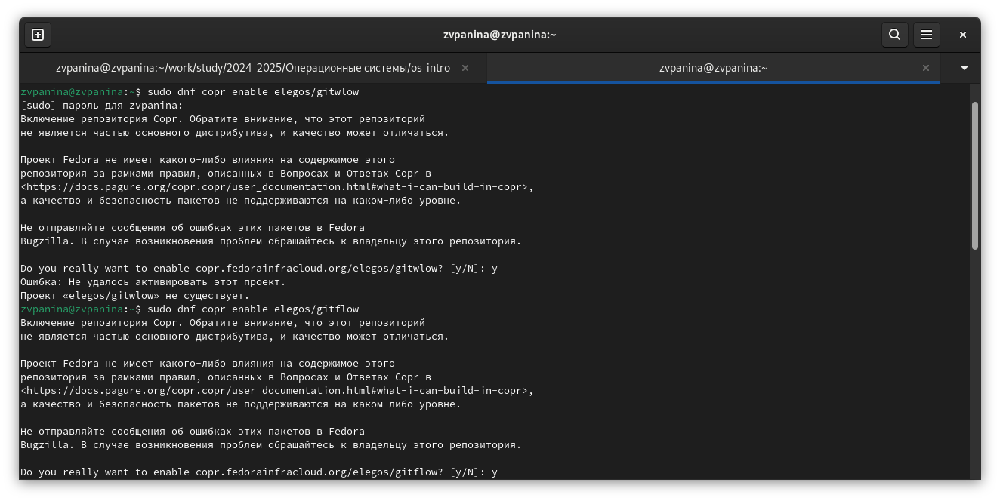 zvpanina@zvpanina:~
zvpanina@zvpanina:~/work/study/2024-2025/Операционные системы/os-intro
zvpanina@zvpanina:~
zvpanina@zvpanina:~$ sudo dnf copr enable elegos/gitwlow
[sudo] пароль для zvpanina:
Включение репозитория Copr. Обратите внимание, что этот репозиторий
не является частью основного дистрибутива, и качество может отличаться.
Проект Fedora не имеет какого-либо влияния на содержимое этого
репозитория за рамками правил, описанных в Вопросах и Ответах Copr в
<https://docs.pagure.org/copr.copr/user_documentation.html#what-i-can-build-in-copr>,
а качество и безопасность пакетов не поддерживаются на каком-либо уровне.
Не отправляйте сообщения об ошибках этих пакетов в Fedora
Bugzilla. В случае возникновения проблем обращайтесь к владельцу этого репозитория.
Do you really want to enable copr.fedorainfracloud.org/elegos/gitwlow? [y/N]: y
Ошибка: Не удалось активировать этот проект.
Проект «elegos/gitwlow» не существует.
zvpanina@zvpanina:~$ sudo dnf copr enable elegos/gitflow
Включение репозитория Copr. Обратите внимание, что этот репозиторий
не является частью основного дистрибутива, и качество может отличаться.
Проект Fedora не имеет какого-либо влияния на содержимое этого
репозитория за рамками правил, описанных в Вопросах и Ответах Copr в
<https://docs.pagure.org/copr.copr/user_documentation.html#what-i-can-build-in-copr>,
а качество и безопасность пакетов не поддерживаются на каком-либо уровне.
Не отправляйте сообщения об ошибках этих пакетов в Fedora
Bugzilla. В случае возникновения проблем обращайтесь к владельцу этого репозитория.
Do you really want to enable copr.fedorainfracloud.org/elegos/gitflow? [y/N]: y